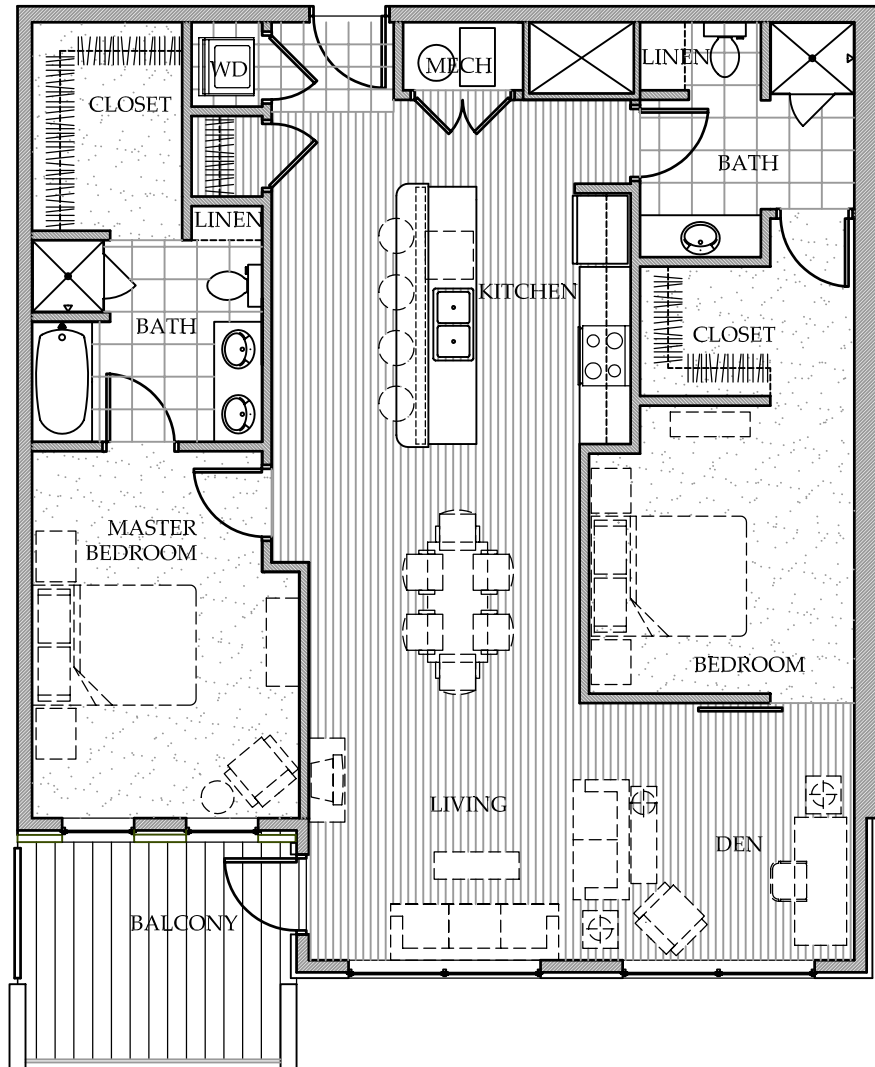 WD
MECH
LINEN
CLOSET
BATH
LINEN
KITCHEN
BATH
CLOSET
MASTER
BEDROOM
BEDROOM
LIVING
DEN
BALCONY